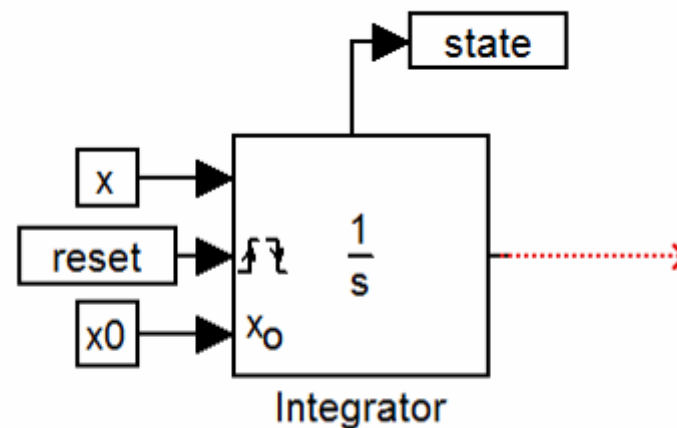 state
x
reset
x0
1
s
xo
Integrator